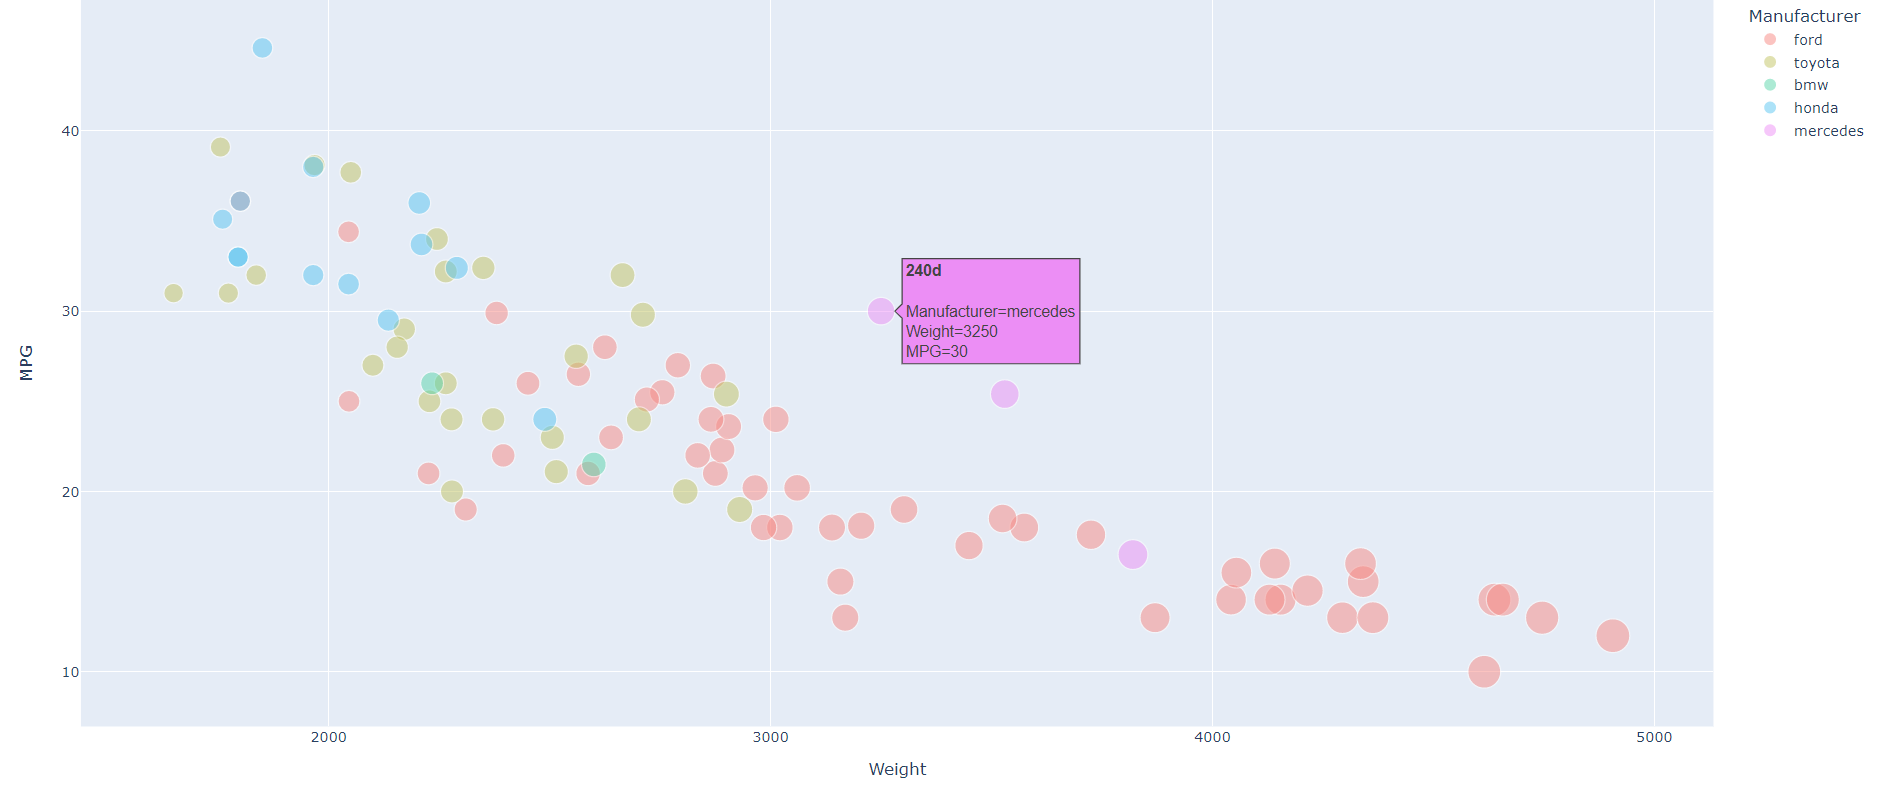 Manufacturer
ford
toyota
bmw
honda
mercedes
40
30
20
10
MPG
240d
Manufacturer=mercedes
Weight=3250
MPG=30
2000
3000
4000
5000
Weight